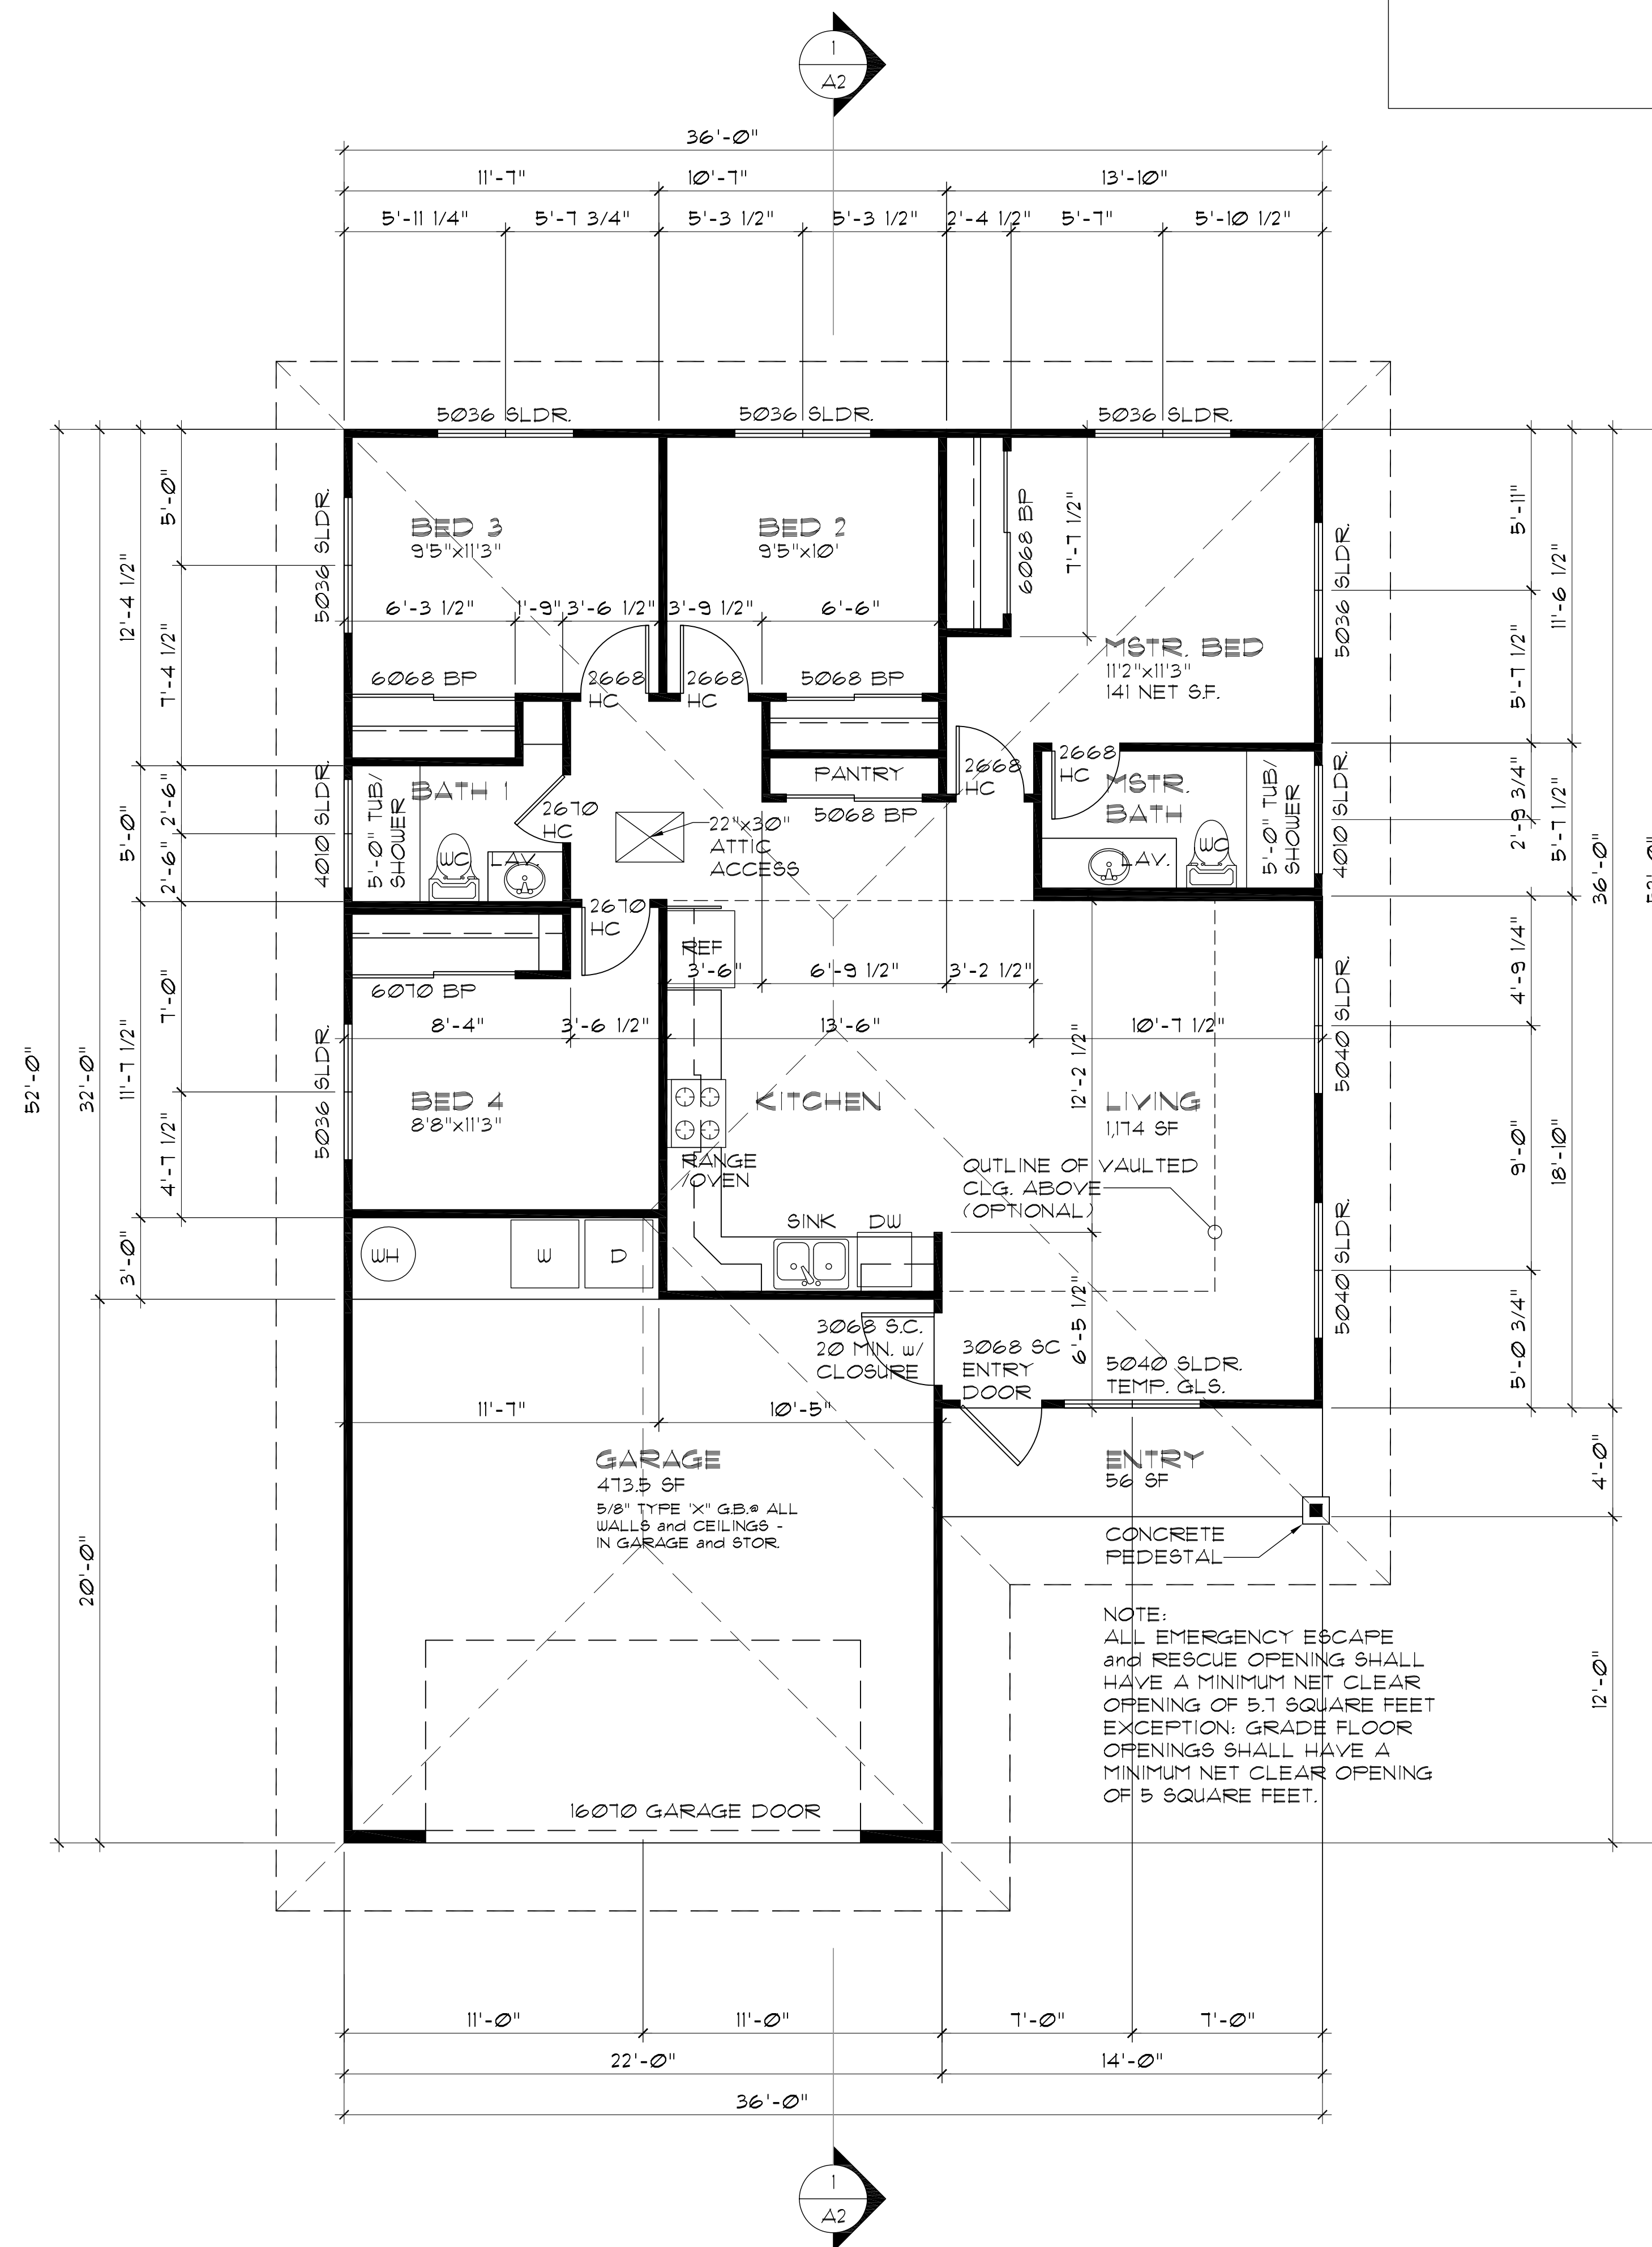 1
A2
36'-0"
11'-7"
10'-7"
13'-10"
5'-11 1/4"
5'-7 3/4"
5'-3 1/2"
5'-3 1/2"
2'-4 1/2"
5'-7"
5'-10 1/2"
5036 SLDR.
5036 SLDR.
5036 SLDR.
52'-0"
32'-0"
20'-0"
12'-4 1/2"
5'-0"
11'-7 1/2"
3'-0"
5'-0"
7'-4 1/2"
2'-6"
2'-6"
7'-0"
4'-7 1/2"
5036 SLDR.
4010 SLDR.
5036 SLDR.
BED 3
9'5"x11'3"
BED 2
9'5"x10'
6068 BP
7'-7 1/2"
MSTR. BED
11'2"x11'3"
141 NET S.F.
6'-3 1/2"
1'-9"
3'-6 1/2"
3'-9 1/2"
6'-6"
6068 BP
2668
HC
2668
HC
5068 BP
5'-0" TUB/
SHOWER
BATH 1
WC
LAV.
2670
HC
22"x30"
ATTIC
ACCESS
PANTRY
5068 BP
2668
HC
2668
HC
MSTR.
BATH
LAV.
WC
5'-0" TUB/
SHOWER
2670
HC
6070 BP
REF
3'-6"
6'-9 1/2"
3'-2 1/2"
8'-4"
3'-6 1/2"
13'-6"
10'-7 1/2"
12'-2 1/2"
BED 4
8'8"x11'3"
KITCHEN
LIVING
1,174 SF
RANGE
/OVEN
OUTLINE OF VAULTED
CLG. ABOVE
(OPTIONAL)
SINK
DW
WH
W
D
3068 S.C.
20 MIN. w/
CLOSURE
3068 SC
ENTRY
DOOR
6'-5 1/2"
5040 SLDR.
TEMP. GLS.
11'-7"
10'-5"
GARAGE
473.5 SF
5/8" TYPE 'X' G.B.@ ALL
WALLS and CEILINGS -
IN GARAGE and STOR.
ENTRY
56 SF
CONCRETE
PEDESTAL
NOTE:
ALL EMERGENCY ESCAPE
and RESCUE OPENING SHALL
HAVE A MINIMUM NET CLEAR
OPENING OF 5.7 SQUARE FEET
EXCEPTION: GRADE FLOOR
OPENINGS SHALL HAVE A
MINIMUM NET CLEAR OPENING
OF 5 SQUARE FEET.
16070 GARAGE DOOR
5036 SLDR.
4010 SLDR.
5040 SLDR.
5040 SLDR.
5'-11"
5'-7 1/2"
2'-9 3/4"
4'-9 1/4"
9'-0"
5'-0 3/4"
11'-6 1/2"
5'-7 1/2"
18'-10"
36'-0"
4'-0"
12'-0"
11'-0"
11'-0"
7'-0"
7'-0"
22'-0"
14'-0"
36'-0"
1
A2